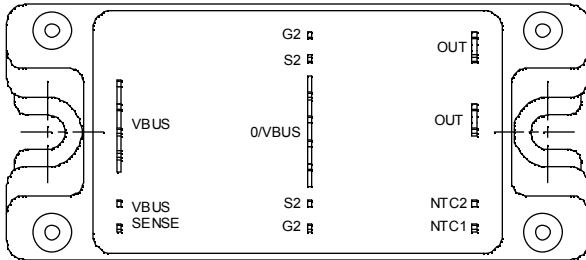 G2
S2
OUT
VBUS
0/VBUS
OUT
VBUS
SENSE
S2
G2
NTC2
NTC1